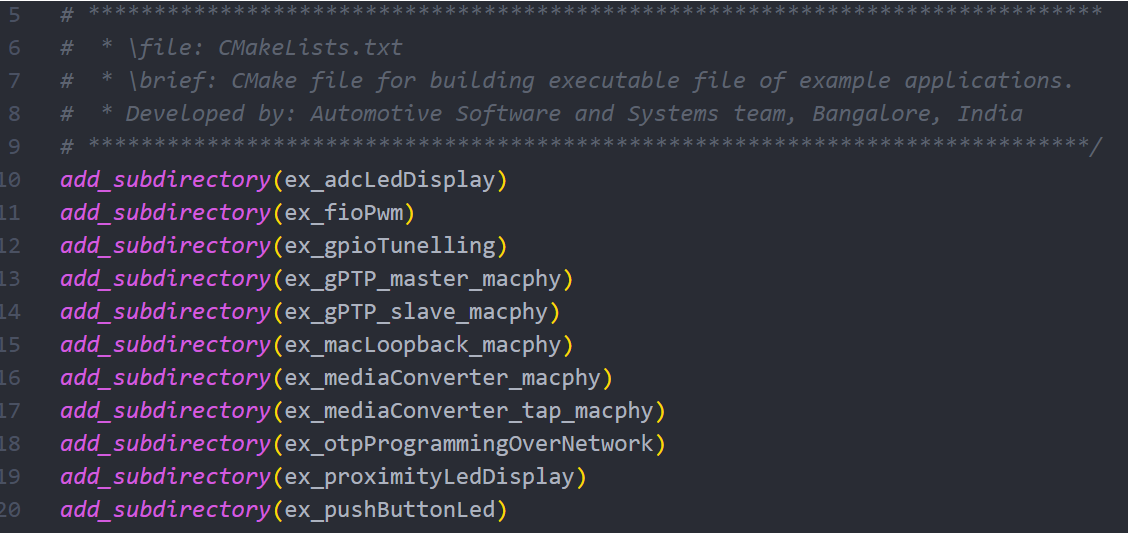 5 # *****************************************************************************
6 #  * \file: CMakeLists.txt
7 #  * \brief: CMake file for building executable file of example applications.
8 #  * Developed by: Automotive Software and Systems team, Bangalore, India
9 # ****************************************************************************/
10 add_subdirectory(ex_adcLedDisplay)
11 add_subdirectory(ex_fioPwm)
12 add_subdirectory(ex_gpioTunelling)
13 add_subdirectory(ex_gPTP_master_macphy)
14 add_subdirectory(ex_gPTP_slave_macphy)
15 add_subdirectory(ex_macLoopback_macphy)
16 add_subdirectory(ex_mediaConverter_macphy)
17 add_subdirectory(ex_mediaConverter_tap_macphy)
18 add_subdirectory(ex_otpProgrammingOverNetwork)
19 add_subdirectory(ex_proximityLedDisplay)
20 add_subdirectory(ex_pushButtonLed)